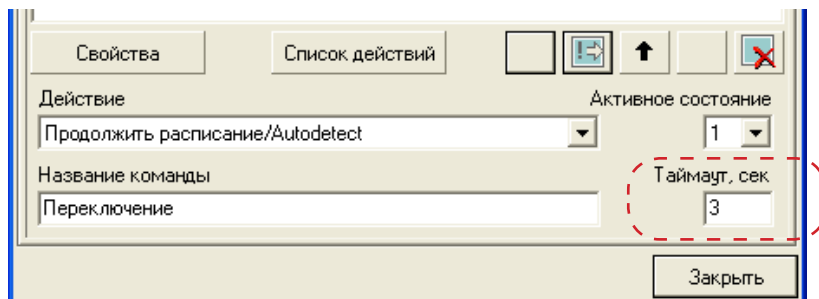 Свойства Список действий
Действие Активное состояние
Продолжить расписание/Autodetect 1
Название команды Таймаут, сек
Переключение 3
Закрыть